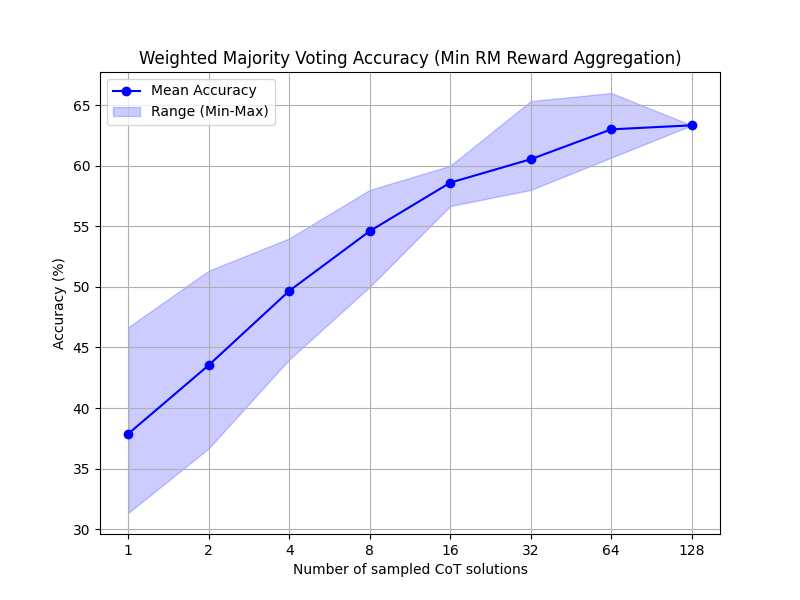 Weighted Majority Voting Accuracy (Min RM Reward Aggregation)
Mean Accuracy
Range (Min-Max)
Accuracy (%)
65
60
55
50
45
40
35
30
1 2 4 8 16 32 64 128
Number of sampled CoT solutions